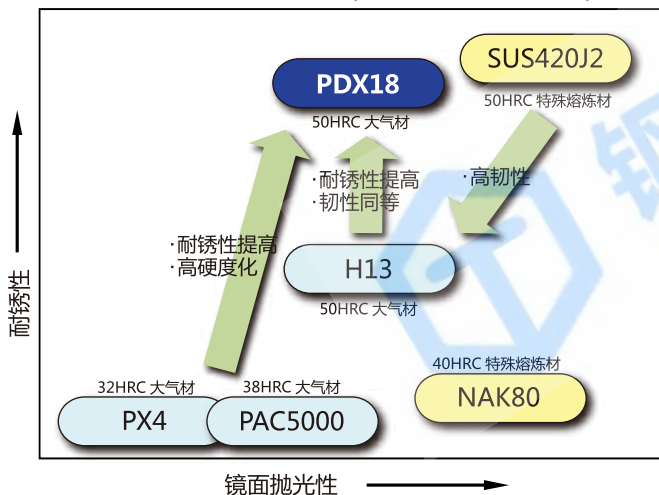 SUS420J2
PDX18
50HRC 特殊熔炼材
50HRC 大气材
·耐锈性提高
·韧性同等
·高韧性
·耐锈性提高
·高硬度化
H13
50HRC 大气材
耐锈性
40HRC 特殊熔炼材
32HRC 大气材
38HRC 大气材
NAK80
PX4
PAC5000
镜面抛光性